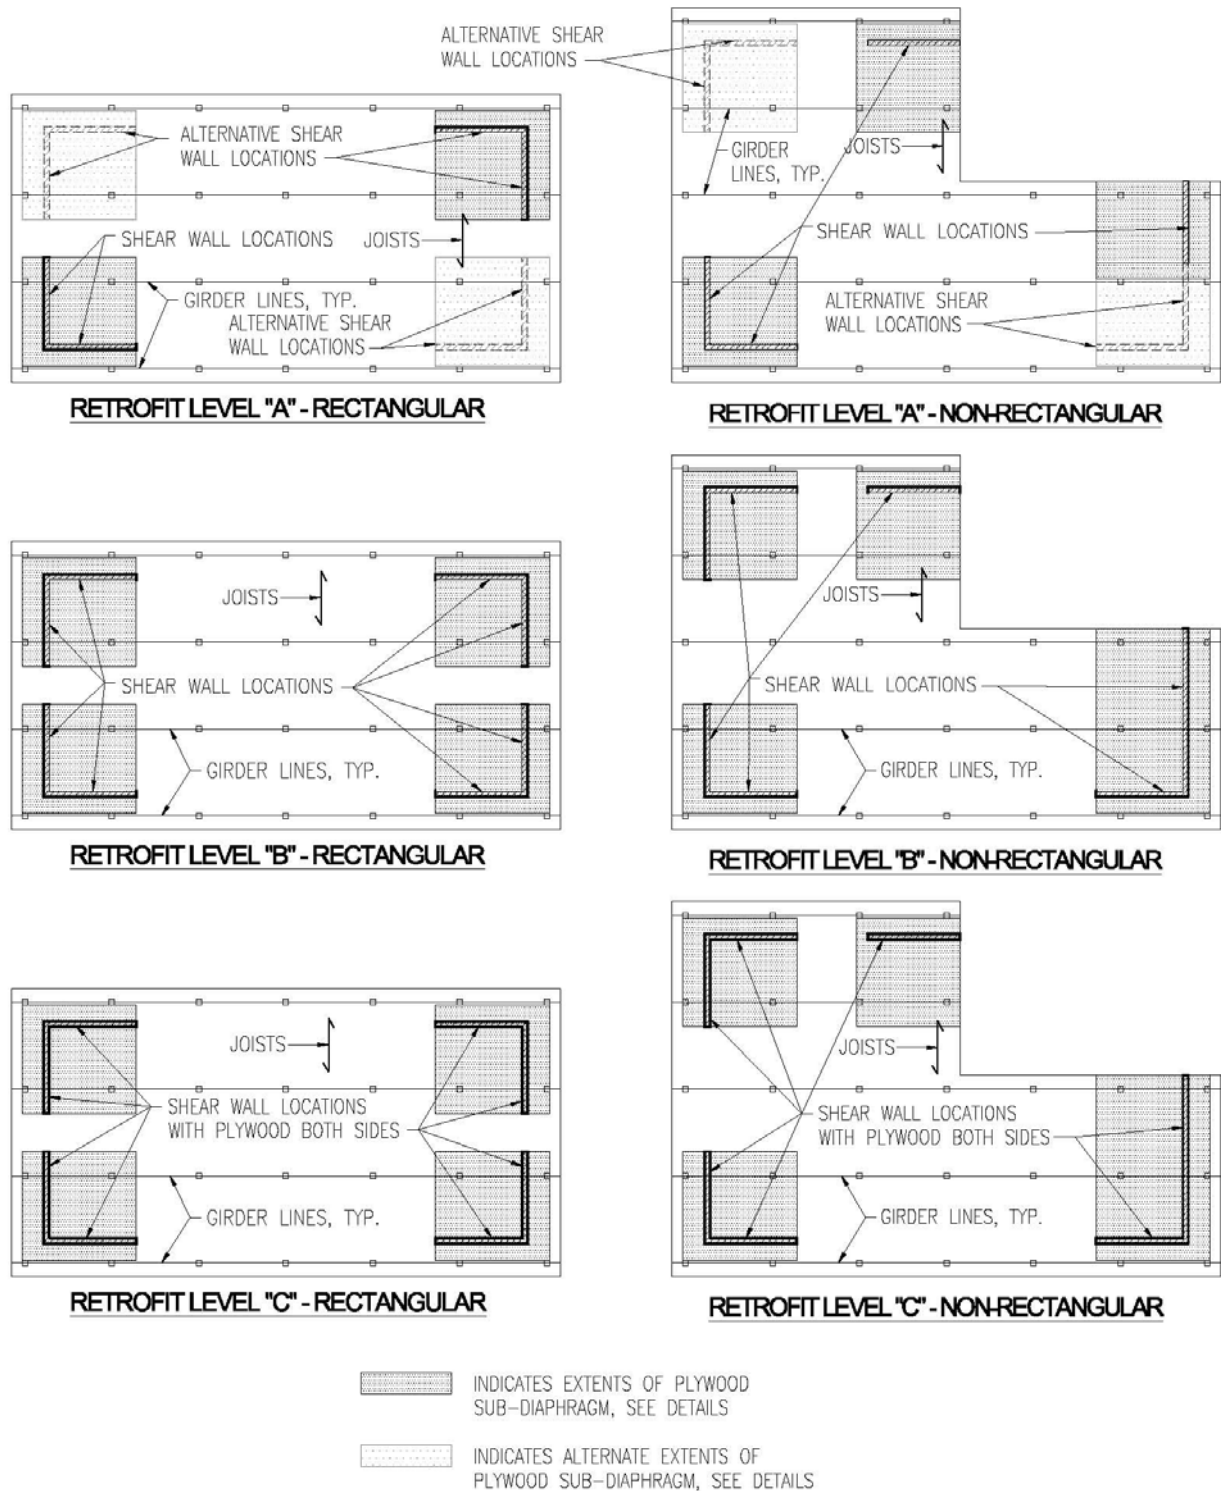 ALTERNATIVE SHEAR
WALL LOCATIONS
SHEAR WALL LOCATIONS
JOISTS
GIRDER LINES, TYP.
ALTERNATIVE SHEAR
WALL LOCATIONS
RETROFIT LEVEL "A" - RECTANGULAR
ALTERNATIVE SHEAR
WALL LOCATIONS
GIRDER
LINES, TYP.
JOISTS
SHEAR WALL LOCATIONS
ALTERNATIVE SHEAR
WALL LOCATIONS
RETROFIT LEVEL "A" - NON-RECTANGULAR
JOISTS
SHEAR WALL LOCATIONS
GIRDER LINES, TYP.
RETROFIT LEVEL "B" - RECTANGULAR
JOISTS
SHEAR WALL LOCATIONS
GIRDER LINES, TYP.
RETROFIT LEVEL "B" - NON-RECTANGULAR
JOISTS
SHEAR WALL LOCATIONS
WITH PLYWOOD BOTH SIDES
GIRDER LINES, TYP.
RETROFIT LEVEL "C" - RECTANGULAR
JOISTS
SHEAR WALL LOCATIONS
WITH PLYWOOD BOTH SIDES
GIRDER LINES, TYP.
RETROFIT LEVEL "C" - NON-RECTANGULAR
INDICATES EXTENTS OF PLYWOOD
SUB-DIAPHRAGM, SEE DETAILS
INDICATES ALTERNATE EXTENTS OF
PLYWOOD SUB-DIAPHRAGM, SEE DETAILS